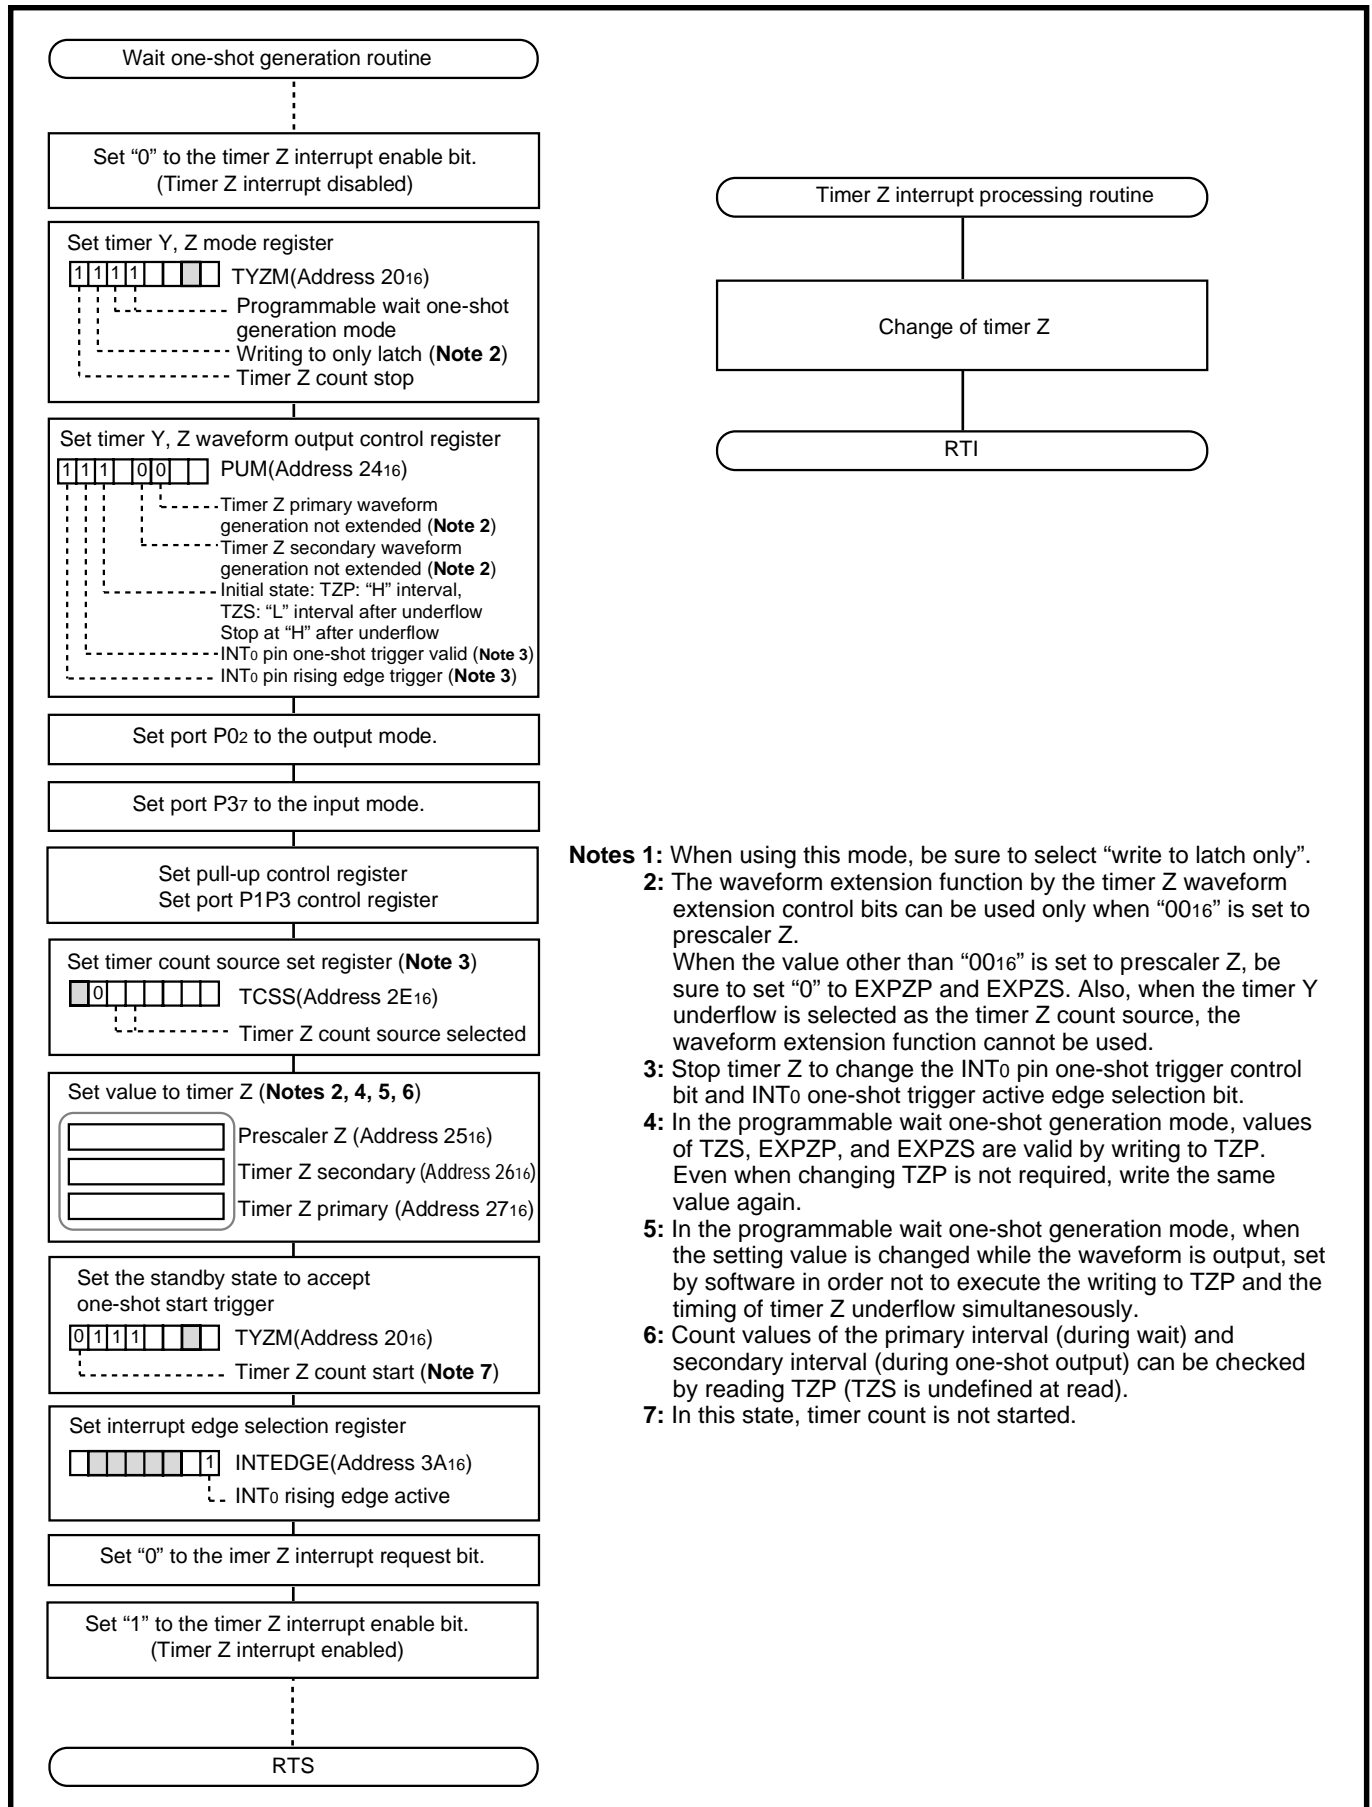 Wait one-shot generation routine
Set “0” to the timer Z interrupt enable bit.
(Timer Z interrupt disabled)
Set timer Y, Z mode register
1 1 1 1
TYZM(Address 2016)
Programmable wait one-shot
generation mode
Writing to only latch (Note 2)
Timer Z count stop
Set timer Y, Z waveform output control register
1 1 1 0 0
PUM(Address 2416)
Timer Z primary waveform
generation not extended (Note 2)
Timer Z secondary waveform
generation not extended (Note 2)
Initial state: TZP: “H” interval,
TZS: “L” interval after underflow
Stop at “H” after underflow
INT0 pin one-shot trigger valid (Note 3)
INT0 pin rising edge trigger (Note 3)
Set port P02 to the output mode.
Set port P37 to the input mode.
Set pull-up control register
Set port P1P3 control register
Set timer count source set register (Note 3)
0
TCSS(Address 2E16)
Timer Z count source selected
Set value to timer Z (Notes 2, 4, 5, 6)
Prescaler Z (Address 2516)
Timer Z secondary (Address 2616)
Timer Z primary (Address 2716)
Set the standby state to accept
one-shot start trigger
0 1 1 1
TYZM(Address 2016)
Timer Z count start (Note 7)
Set interrupt edge selection register
1
INTEDGE(Address 3A16)
INT0 rising edge active
Set “0” to the imer Z interrupt request bit.
Set “1” to the timer Z interrupt enable bit.
(Timer Z interrupt enabled)
RTS
Timer Z interrupt processing routine
Change of timer Z
RTI
Notes 1: When using this mode, be sure to select “write to latch only”.
2: The waveform extension function by the timer Z waveform
extension control bits can be used only when “0016” is set to
prescaler Z.
When the value other than “0016” is set to prescaler Z, be
sure to set “0” to EXPZP and EXPZS. Also, when the timer Y
underflow is selected as the timer Z count source, the
waveform extension function cannot be used.
3: Stop timer Z to change the INT0 pin one-shot trigger control
bit and INT0 one-shot trigger active edge selection bit.
4: In the programmable wait one-shot generation mode, values
of TZS, EXPZP, and EXPZS are valid by writing to TZP.
Even when changing TZP is not required, write the same
value again.
5: In the programmable wait one-shot generation mode, when
the setting value is changed while the waveform is output, set
by software in order not to execute the writing to TZP and the
timing of timer Z underflow simultanesously.
6: Count values of the primary interval (during wait) and
secondary interval (during one-shot output) can be checked
by reading TZP (TZS is undefined at read).
7: In this state, timer count is not started.